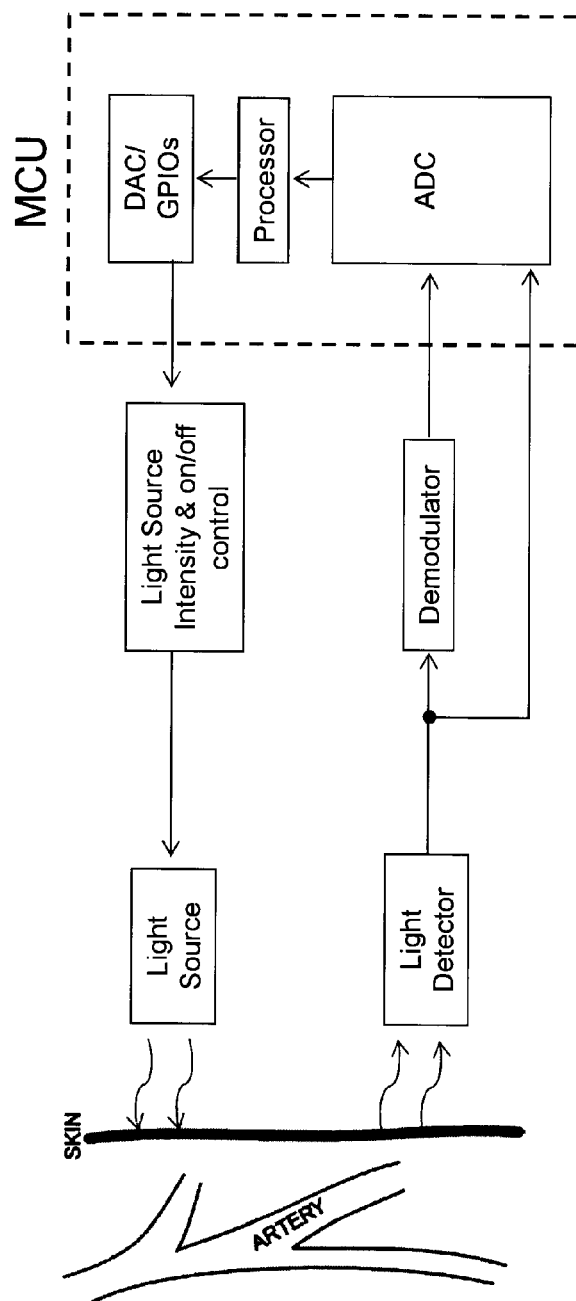 MCU
DAC/
GPIOs
Processor
ADC
Light Source
Intensity & on/off
control
Demodulator
Light
Source
Light
Detector
SKIN
ARTERY